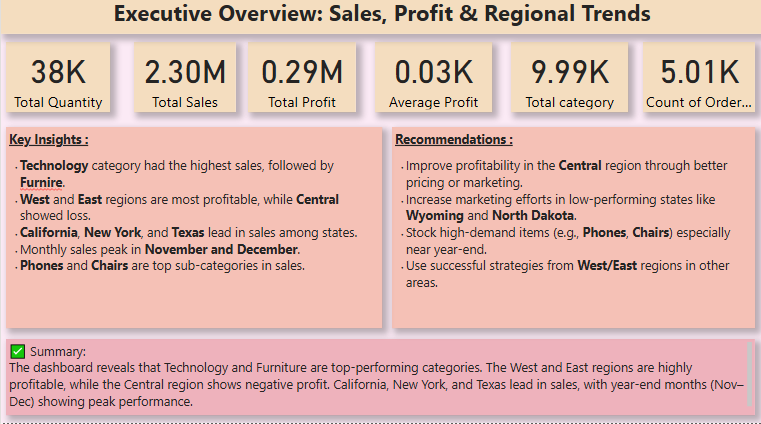 Executive Overview: Sales, Profit & Regional Trends
38K
Total Quantity
2.30M
Total Sales
0.29M
Total Profit
0.03K
Average Profit
9.99K
Total category
5.01K
Count of Order...
Key Insights :
· Technology category had the highest sales, followed by
Furnire.
· West and East regions are most profitable, while Central
showed loss.
· California, New York, and Texas lead in sales among states.
· Monthly sales peak in November and December.
· Phones and Chairs are top sub-categories in sales.
Recommendations :
· Improve profitability in the Central region through better
pricing or marketing.
· Increase marketing efforts in low-performing states like
Wyoming and North Dakota.
· Stock high-demand items (e.g., Phones, Chairs) especially
near year-end.
· Use successful strategies from West/East regions in other
areas.
✅ Summary:
The dashboard reveals that Technology and Furniture are top-performing categories. The West and East regions are highly
profitable, while the Central region shows negative profit. California, New York, and Texas lead in sales, with year-end months (Nov–
Dec) showing peak performance.